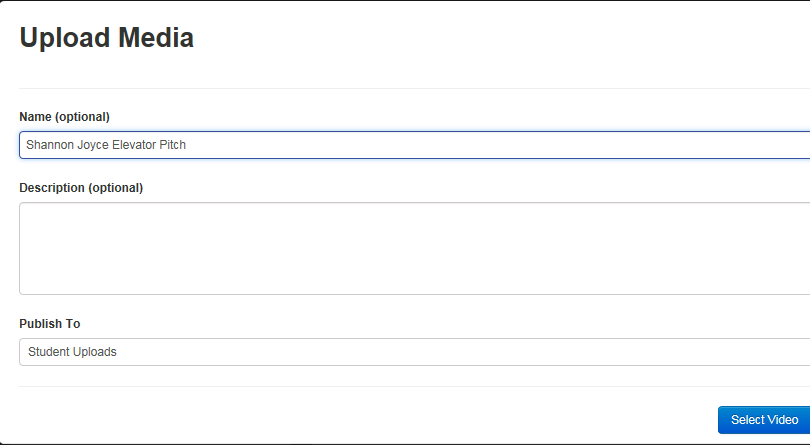 Upload Media
Name (optional)
Shannon Joyce Elevator Pitch
Description (optional)
Publish To
Student Uploads
Select Video